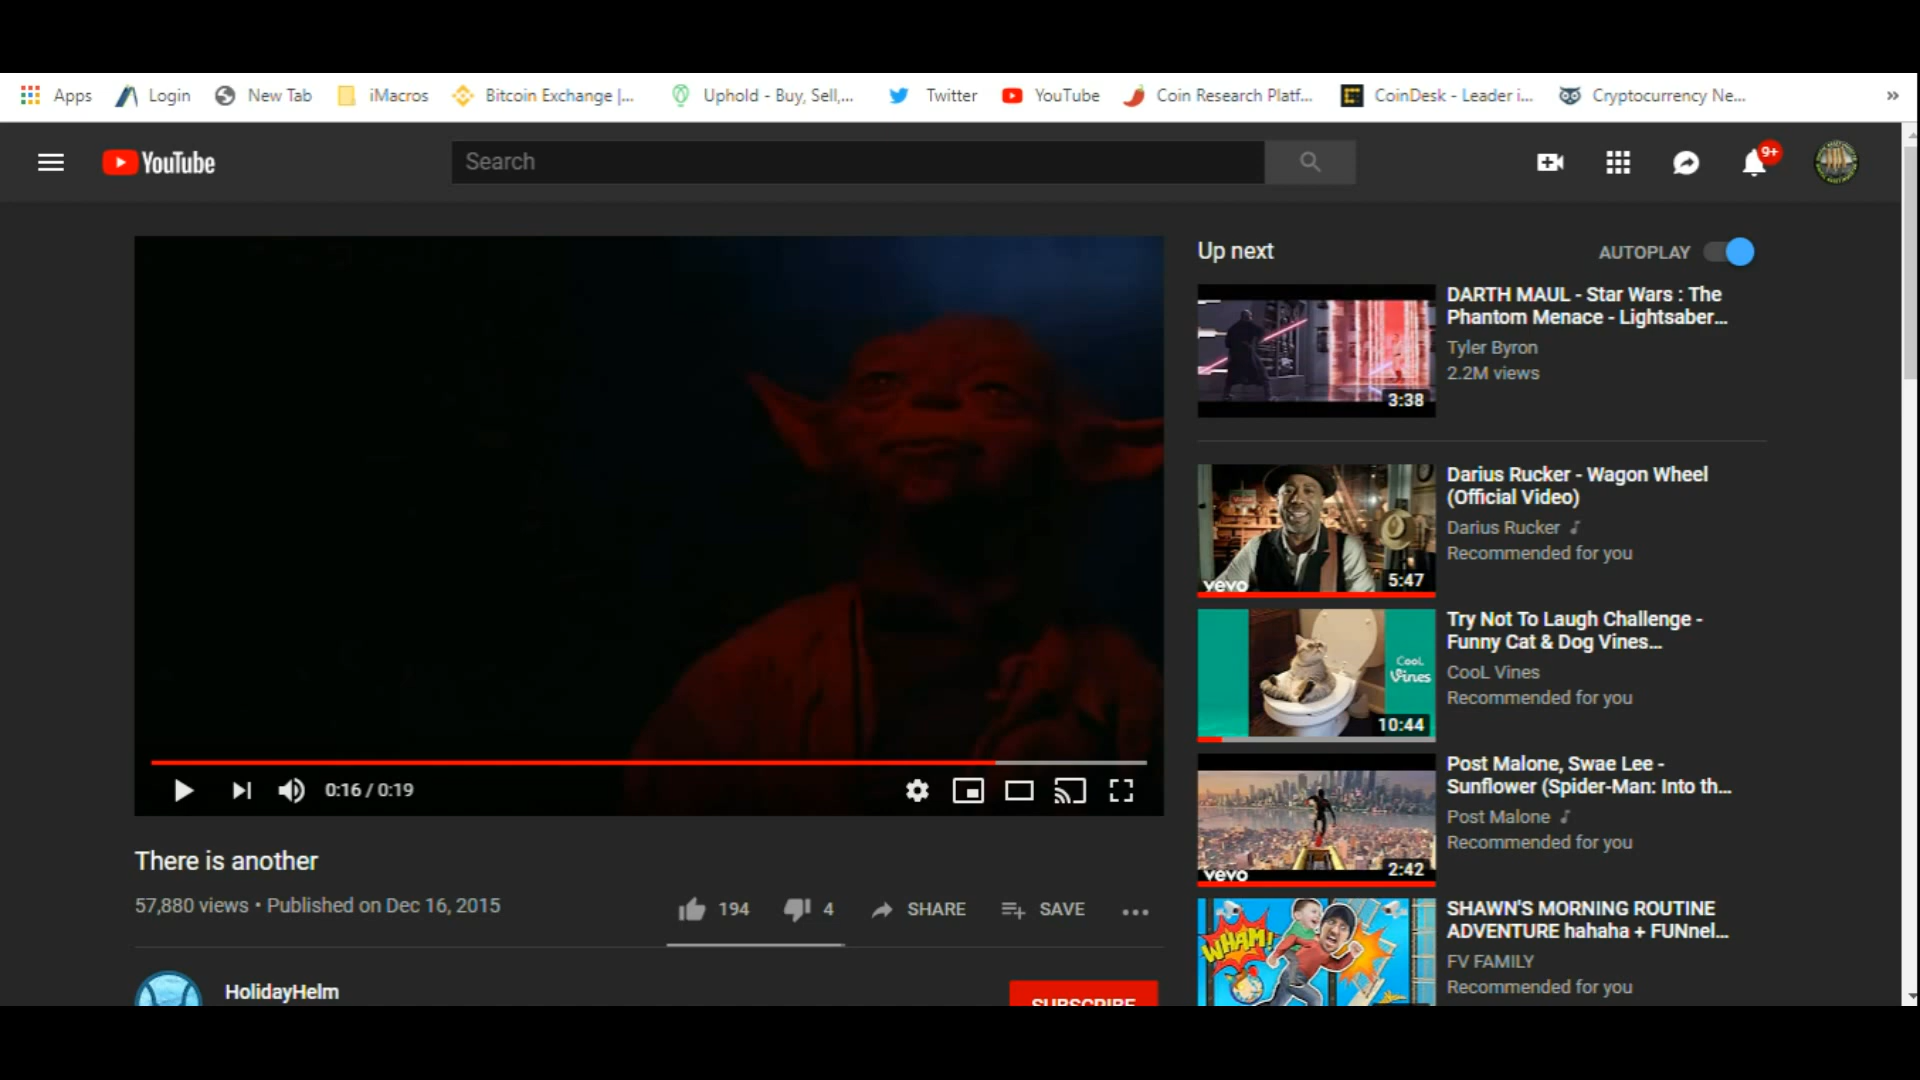 Apps Login New Tab iMacros Bitcoin Exchange |... Uphold - Buy, Sell,... Twitter YouTube Coin Research Platf... CoinDesk - Leader i... Cryptocurrency Ne... »
YouTube
Search
9+
Up next
AUTOPLAY
DARTH MAUL - Star Wars : The
Phantom Menace - Lightsaber...
Tyler Byron
2.2M views
3:38
Darius Rucker - Wagon Wheel
(Official Video)
Darius Rucker
Recommended for you
vevo
5:47
Try Not To Laugh Challenge -
Funny Cat & Dog Vines...
CooL Vines
Recommended for you
CooL
Vines
10:44
Post Malone, Swae Lee -
Sunflower (Spider-Man: Into th...
Post Malone
Recommended for you
vevo
2:42
SHAWN'S MORNING ROUTINE
ADVENTURE hahaha + FUNnel...
FV FAMILY
Recommended for you
WHAM!
0:16 / 0:19
There is another
57,880 views • Published on Dec 16, 2015
194 4 SHARE SAVE
HolidayHelm
SUBSCRIBE